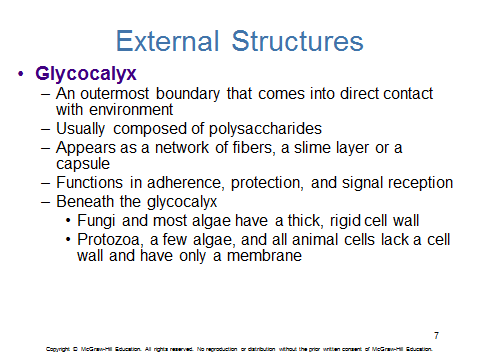 External Structures
• Glycocalyx
– An outermost boundary that comes into direct contact
with environment
– Usually composed of polysaccharides
– Appears as a network of fibers, a slime layer or a
capsule
– Functions in adherence, protection, and signal reception
– Beneath the glycocalyx
• Fungi and most algae have a thick, rigid cell wall
• Protozoa, a few algae, and all animal cells lack a cell
wall and have only a membrane
7
Copyright © McGraw-Hill Education. All rights reserved. No reproduction or distribution without the prior written consent of McGraw-Hill Education.